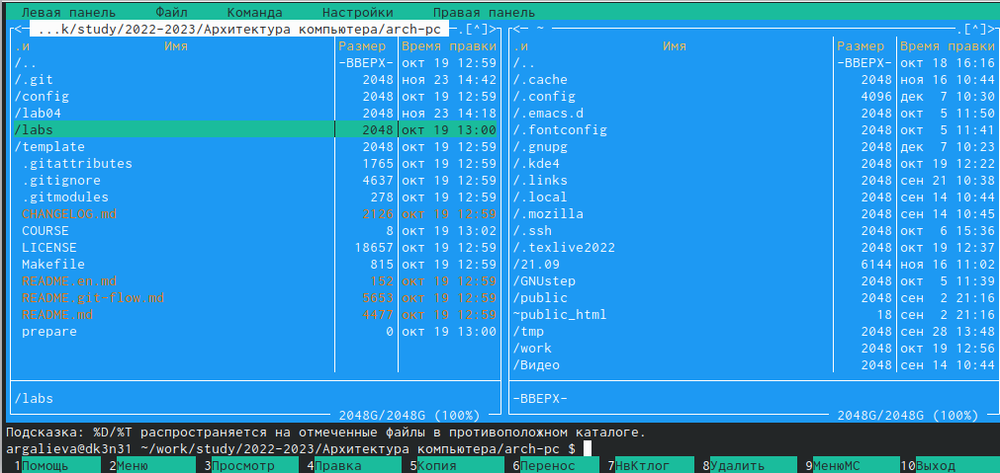 Левая панель Файл Команда Настройки Правая панель
<─ ...k/study/2022-2023/Архитектура компьютера/arch-pc ─.[^]>
.и Имя Размер Время правки
/.. -ВВЕРХ- окт 19 12:59
/.git 2048 ноя 23 14:42
/config 2048 окт 19 12:59
/lab04 2048 ноя 23 14:18
/labs 2048 окт 19 13:00
/template 2048 окт 19 12:59
.gitattributes 1765 окт 19 12:59
.gitignore 4637 окт 19 12:59
.gitmodules 278 окт 19 12:59
CHANGELOG.md 2126 окт 19 12:59
COURSE 8 окт 19 13:02
LICENSE 18657 окт 19 12:59
Makefile 815 окт 19 12:59
README.en.md 152 окт 19 12:59
README.git-flow.md 5653 окт 19 12:59
README.md 4477 окт 19 12:59
prepare 0 окт 19 13:00
/labs
2048G/2048G (100%)
<─ ~ .[^]>
.и Имя Размер Время правки
/.. -ВВЕРХ- окт 18 16:16
/.cache 2048 ноя 16 10:44
/.config 4096 дек 7 10:30
/.emacs.d 2048 окт 5 11:50
/.fontconfig 2048 окт 5 11:41
/.gnupg 2048 дек 7 10:23
/.kde4 2048 окт 19 12:22
/.links 2048 сен 21 10:38
/.local 2048 сен 14 10:44
/.mozilla 2048 сен 14 10:45
/.ssh 2048 окт 6 15:36
/.texlive2022 2048 окт 19 12:37
/21.09 6144 ноя 16 11:02
/GNUstep 2048 окт 5 11:39
/public 2048 сен 2 21:16
~public_html 18 сен 2 21:16
/tmp 2048 сен 28 13:48
/work 2048 окт 19 12:56
/Видео 2048 сен 14 10:44
-ВВЕРХ-
2048G/2048G (100%)
Подсказка: %D/%T распространяется на отмеченные файлы в противоположном каталоге.
argalieva@dk3n31 ~/work/study/2022-2023/Архитектура компьютера/arch-pc $
1Помощь 2Меню 3Просмотр 4Правка 5Копия 6Перенос 7НвКтлог 8Удалить 9МенюMC 10Выход